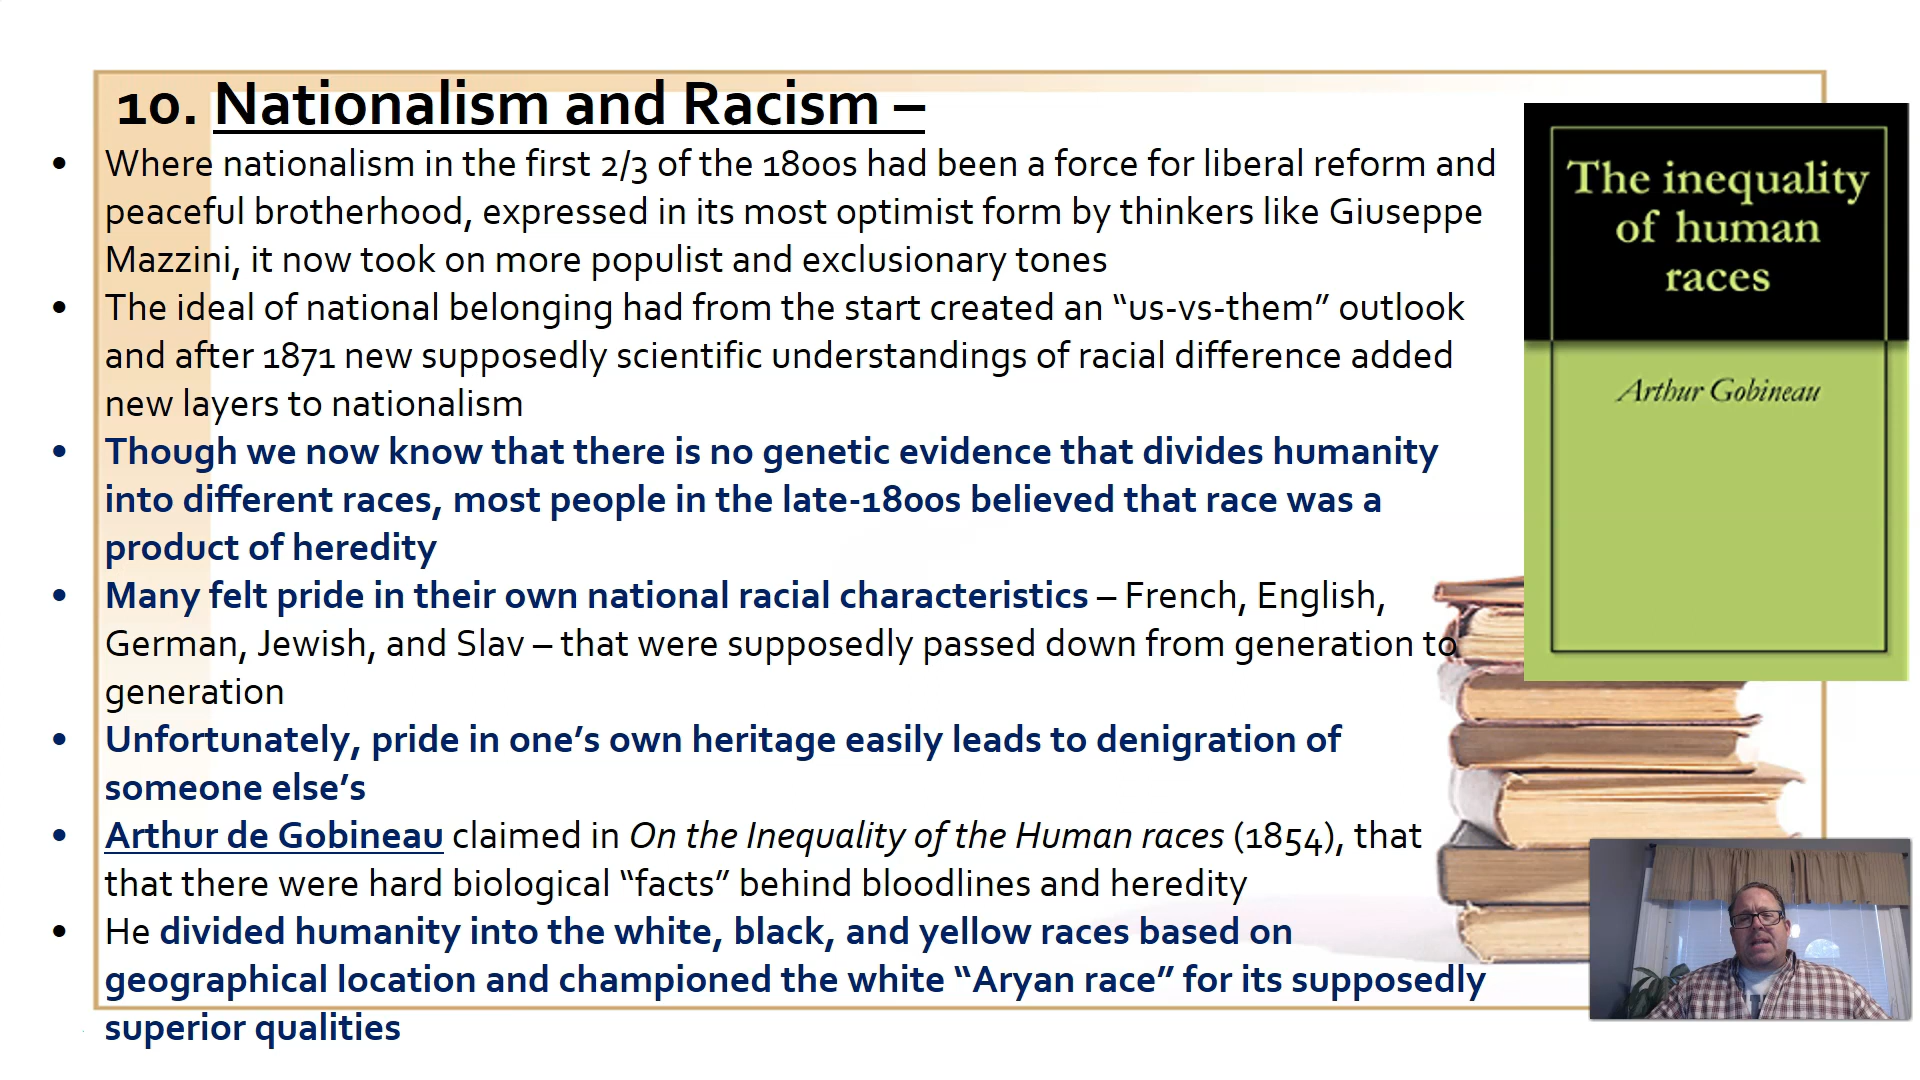 10. Nationalism and Racism –
• Where nationalism in the first 2/3 of the 1800s had been a force for liberal reform and
peaceful brotherhood, expressed in its most optimist form by thinkers like Giuseppe
Mazzini, it now took on more populist and exclusionary tones
• The ideal of national belonging had from the start created an “us-vs-them” outlook
and after 1871 new supposedly scientific understandings of racial difference added
new layers to nationalism
• Though we now know that there is no genetic evidence that divides humanity
into different races, most people in the late-1800s believed that race was a
product of heredity
• Many felt pride in their own national racial characteristics – French, English,
German, Jewish, and Slav – that were supposedly passed down from generation to
generation
• Unfortunately, pride in one’s own heritage easily leads to denigration of
someone else’s
• Arthur de Gobineau claimed in On the Inequality of the Human races (1854), that
that there were hard biological “facts” behind bloodlines and heredity
• He divided humanity into the white, black, and yellow races based on
geographical location and championed the white “Aryan race” for its supposedly
superior qualities
The inequality
of human
races
Arthur Gobineau